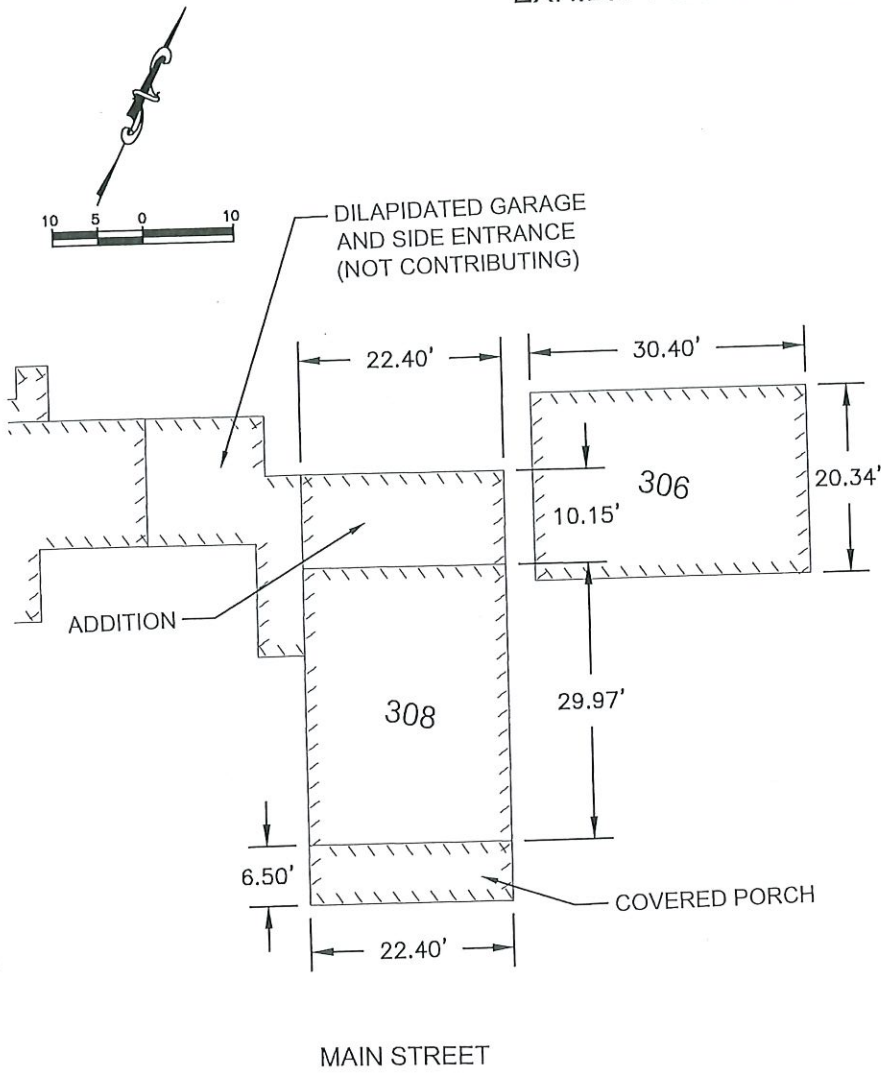 10 5 0 10
DILAPIDATED GARAGE
AND SIDE ENTRANCE
(NOT CONTRIBUTING)
22.40'
30.40'
306
20.34'
10.15'
ADDITION
308
29.97'
6.50'
COVERED PORCH
22.40'
MAIN STREET